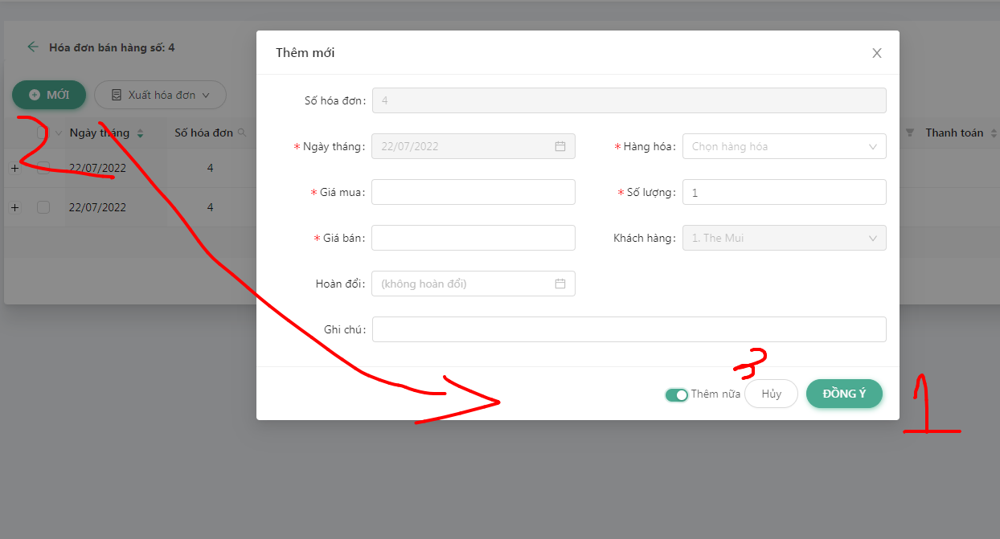 Hóa đơn bán hàng số: 4
MỚI
Xuất hóa đơn
Ngày tháng
Số hóa đơn
Thanh toán
22/07/2022
4
22/07/2022
4
Thêm mới
Số hóa đơn:
4
* Ngày tháng:
22/07/2022
* Hàng hóa:
Chọn hàng hóa
* Giá mua:
* Số lượng:
1
* Giá bán:
Khách hàng:
1. The Mui
Hoàn đổi:
(không hoàn đổi)
Ghi chú:
Thêm nữa
Hủy
ĐỒNG Ý
1
2
3